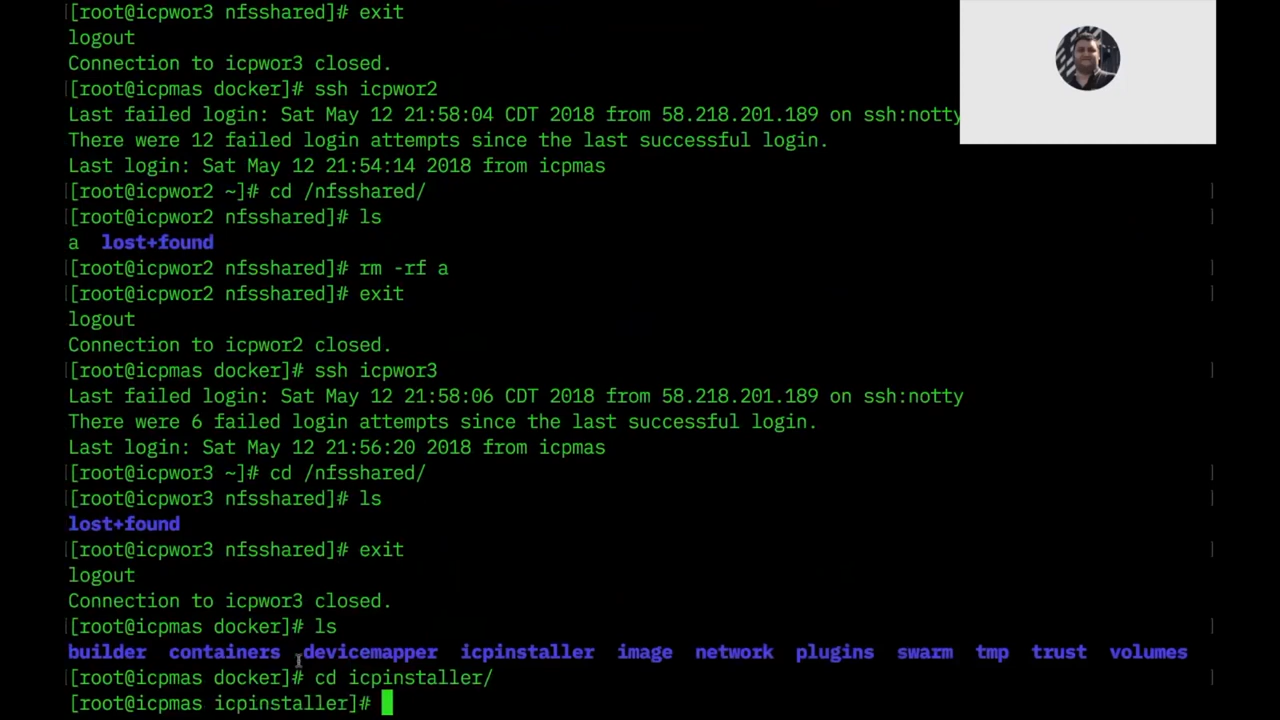 [root@icpwor3 nfsshared]# exit
logout
Connection to icpwor3 closed.
[root@icpmas docker]# ssh icpwor2
Last failed login: Sat May 12 21:58:04 CDT 2018 from 58.218.201.189 on ssh:notty
There were 12 failed login attempts since the last successful login.
Last login: Sat May 12 21:54:14 2018 from icpmas
[root@icpwor2 ~]# cd /nfsshared/
[root@icpwor2 nfsshared]# ls
a  lost+found
[root@icpwor2 nfsshared]# rm -rf a
[root@icpwor2 nfsshared]# exit
logout
Connection to icpwor2 closed.
[root@icpmas docker]# ssh icpwor3
Last failed login: Sat May 12 21:58:06 CDT 2018 from 58.218.201.189 on ssh:notty
There were 6 failed login attempts since the last successful login.
Last login: Sat May 12 21:56:20 2018 from icpmas
[root@icpwor3 ~]# cd /nfsshared/
[root@icpwor3 nfsshared]# ls
lost+found
[root@icpwor3 nfsshared]# exit
logout
Connection to icpwor3 closed.
[root@icpmas docker]# ls
builder  containers  devicemapper  icpinstaller  image  network  plugins  swarm  tmp  trust  volumes
[root@icpmas docker]# cd icpinstaller/
[root@icpmas icpinstaller]#